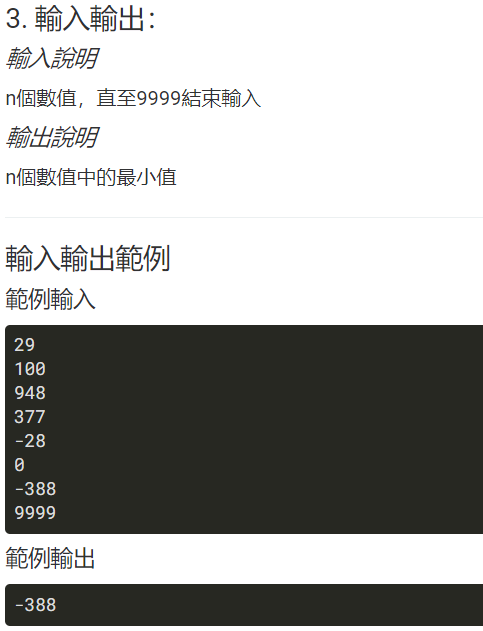 3. 輸入輸出：
輸入說明
n個數值，直至9999結束輸入
輸出說明
n個數值中的最小值
輸入輸出範例
範例輸入
29
100
948
377
-28
0
-388
9999
範例輸出
-388